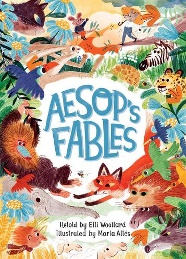 AESOP'S
FABLES
Retold by Elli Woollard
Illustrated by Marta Altés